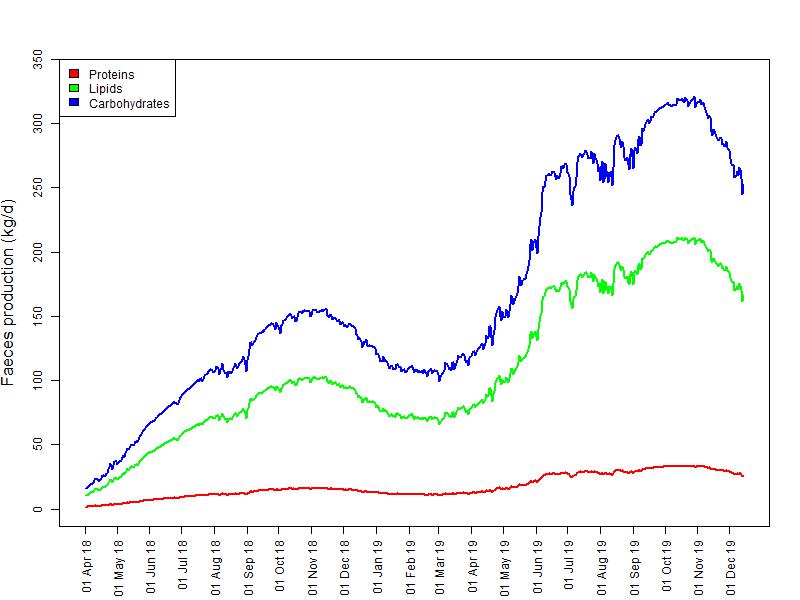 Proteins
Lipids
Carbohydrates
Faeces production (kg/d)
350
300
250
200
150
100
50
0
01 Apr 18
01 May 18
01 Jun 18
01 Jul 18
01 Aug 18
01 Sep 18
01 Oct 18
01 Nov 18
01 Dec 18
01 Jan 19
01 Feb 19
01 Mar 19
01 Apr 19
01 May 19
01 Jun 19
01 Jul 19
01 Aug 19
01 Sep 19
01 Oct 19
01 Nov 19
01 Dec 19